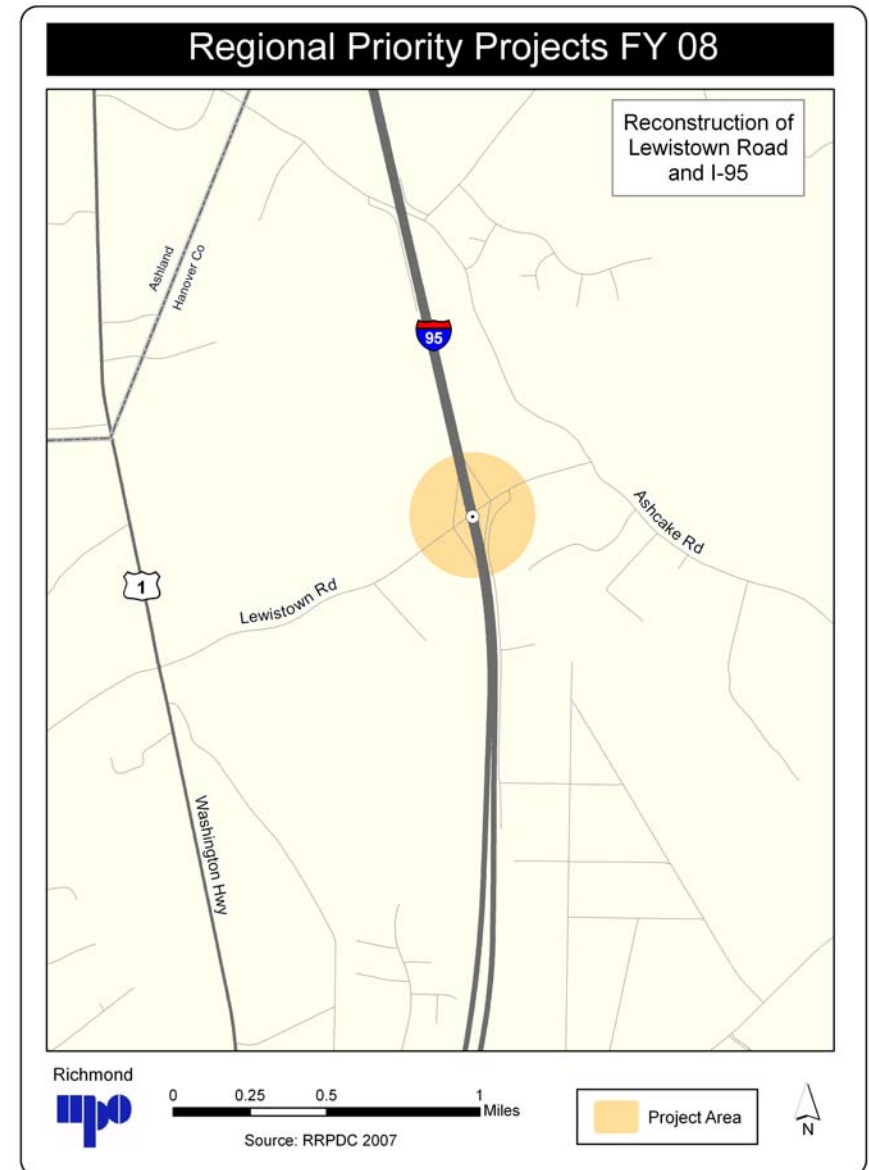 Regional Priority Projects FY 08
Reconstruction of
Lewistown Road
and I-95
Ashland
Hanover Co
95
Ashcake Rd
1
Lewistown Rd
Washington Hwy
Richmond
mpo
0 0.25 0.5 1
Miles
Source: RRPDC 2007
Project Area
N